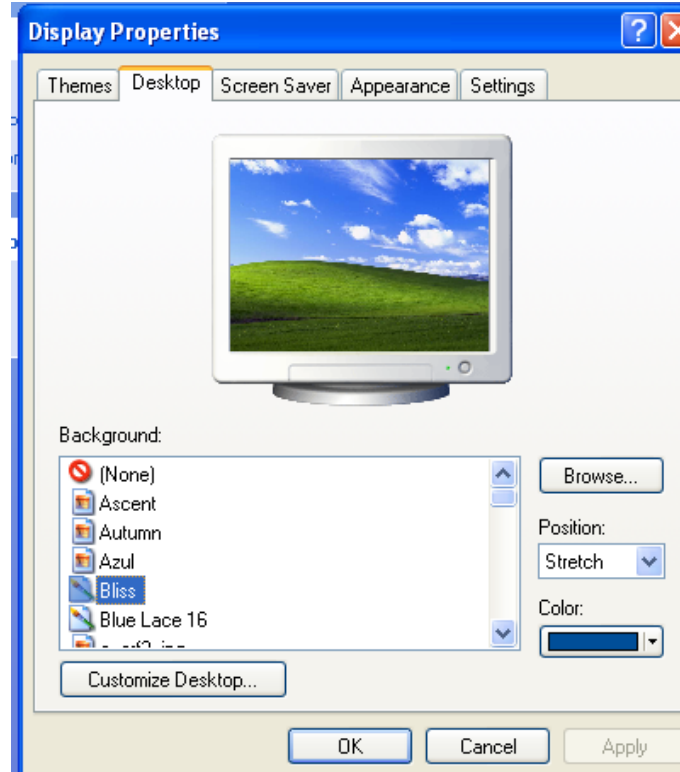 Display Properties
Themes Desktop Screen Saver Appearance Settings
Background:
(None)
Ascent
Autumn
Azul
Bliss
Blue Lace 16
Browse...
Position:
Stretch
Color:
Customize Desktop...
OK Cancel Apply